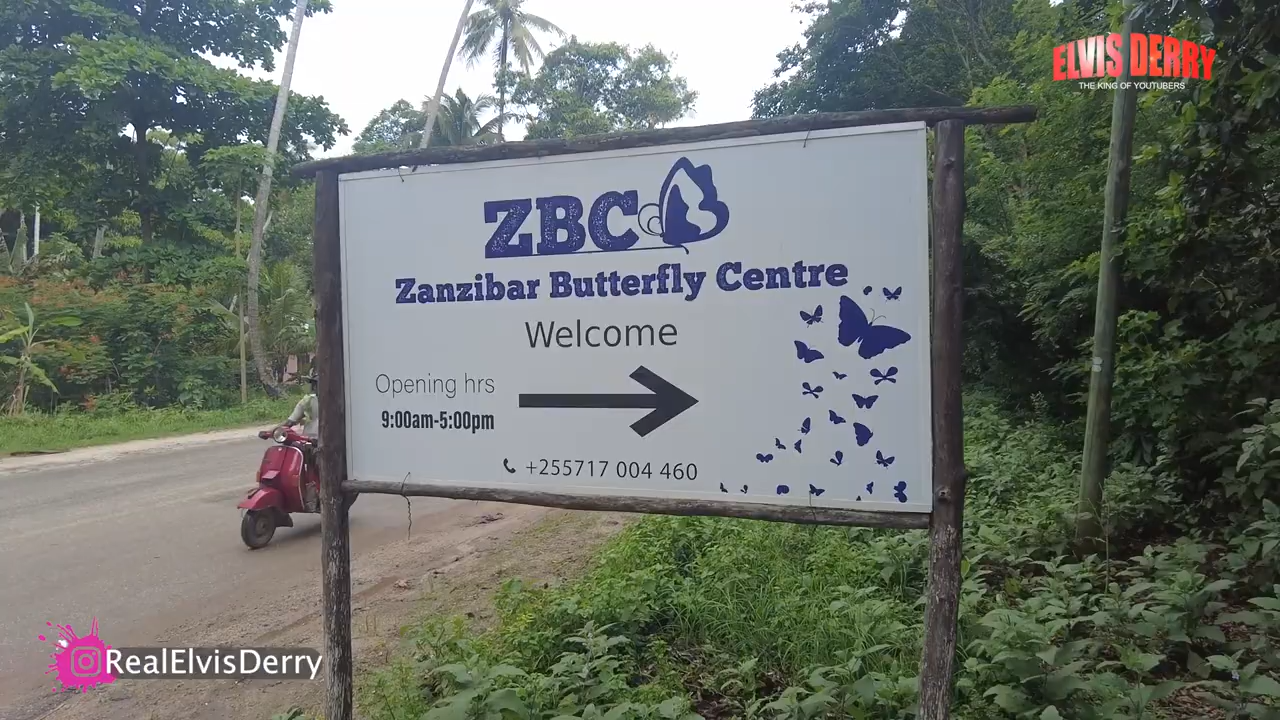 ELVIS DERRY
THE KING OF YOUTUBERS
ZBC
Zanzibar Butterfly Centre
Welcome
Opening hrs
9:00am-5:00pm
+255717 004 460
RealElvisDerry